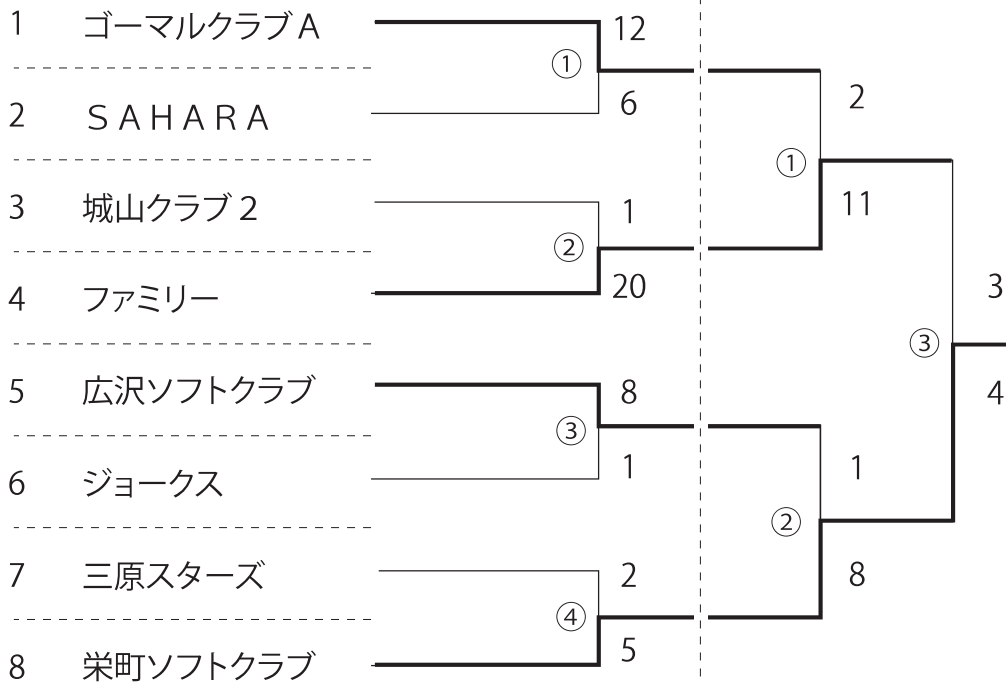 1 ゴーマルクラブA 12
①
2 ＳＡＨＡＲＡ 6
2
①
11
3 城山クラブ２ 1
②
4 ファミリー 20
3
③
4
5 広沢ソフトクラブ 8
③
6 ジョークス 1
1
②
8
7 三原スターズ 2
④
8 栄町ソフトクラブ 5